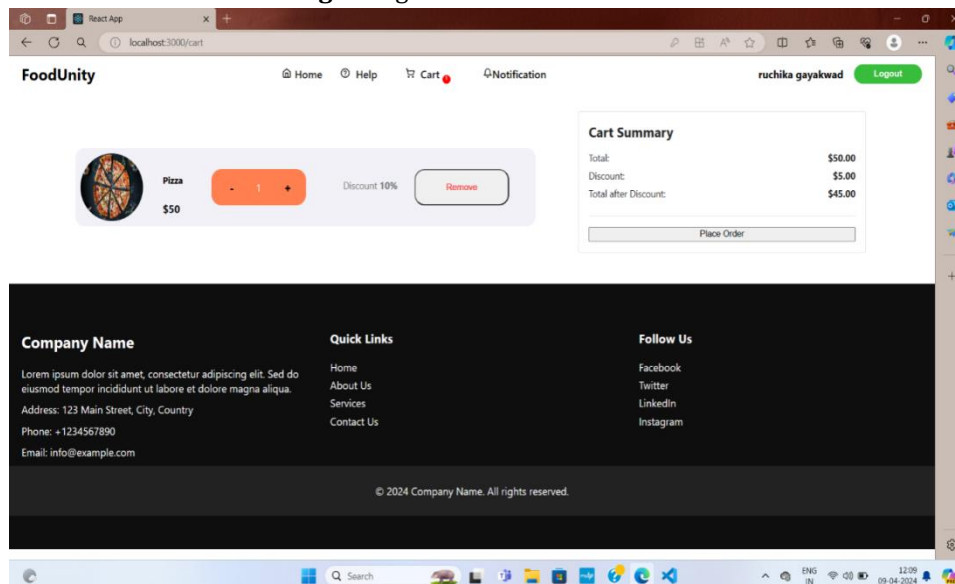 React App
localhost:3000/cart
FoodUnity
Home Help Cart Notification
ruchika gayakwad Logout
Pizza
$50
- 1 +
Discount 10%
Remove
Cart Summary
Total: $50.00
Discount: $5.00
Total after Discount: $45.00
Place Order
Company Name
Lorem ipsum dolor sit amet, consectetur adipiscing elit. Sed do
eiusmod tempor incididunt ut labore et dolore magna aliqua.
Address: 123 Main Street, City, Country
Phone: +1234567890
Email: info@example.com
Quick Links
Home
About Us
Services
Contact Us
Follow Us
Facebook
Twitter
LinkedIn
Instagram
© 2024 Company Name. All rights reserved.
Search
ENG
IN
12:09
09-04-2024